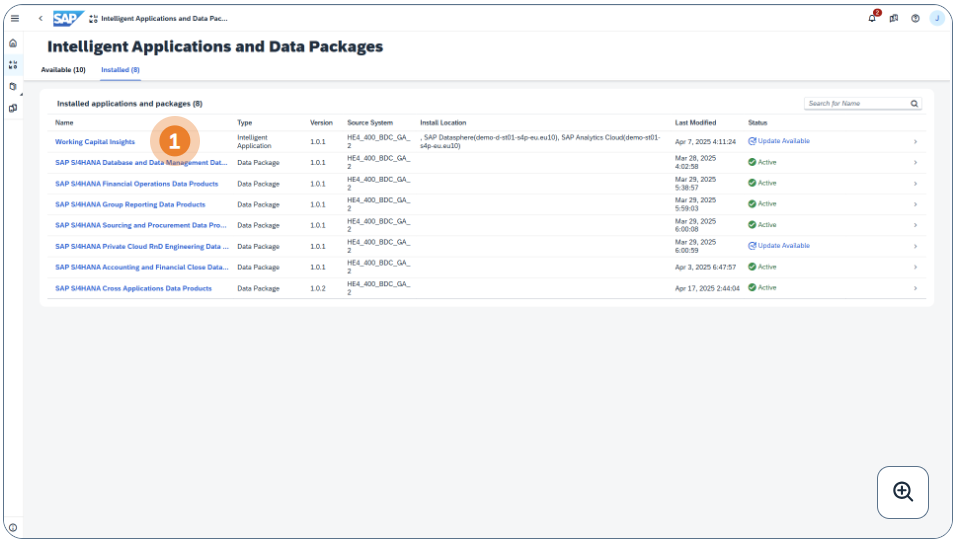 SAP Intelligent Applications and Data Pac...
2
J
Intelligent Applications and Data Packages
Available (10) Installed (8)
Installed applications and packages (8)
Search for Name
Name Type Version Source System Install Location Last Modified Status
Working Capital Insights 1 Intelligent Application 1.0.1 HE4_400_BDC_GA_2 , SAP Datasphere(demo-d-st01-s4p-eu.eu10), SAP Analytics Cloud(demo-st01-s4p-eu.eu10) Apr 7, 2025 4:11:24 Update Available
SAP S/4HANA Database and Data Management Dat... Data Package 1.0.1 HE4_400_BDC_GA_2 Mar 28, 2025 4:02:58 Active
SAP S/4HANA Financial Operations Data Products Data Package 1.0.1 HE4_400_BDC_GA_2 Mar 29, 2025 5:38:57 Active
SAP S/4HANA Group Reporting Data Products Data Package 1.0.1 HE4_400_BDC_GA_2 Mar 29, 2025 5:59:03 Active
SAP S/4HANA Sourcing and Procurement Data Pro... Data Package 1.0.1 HE4_400_BDC_GA_2 Mar 29, 2025 6:00:08 Active
SAP S/4HANA Private Cloud RnD Engineering Data ... Data Package 1.0.1 HE4_400_BDC_GA_2 Mar 29, 2025 6:00:59 Update Available
SAP S/4HANA Accounting and Financial Close Data... Data Package 1.0.1 HE4_400_BDC_GA_2 Apr 3, 2025 6:47:57 Active
SAP S/4HANA Cross Applications Data Products Data Package 1.0.2 HE4_400_BDC_GA_2 Apr 17, 2025 2:44:04 Active